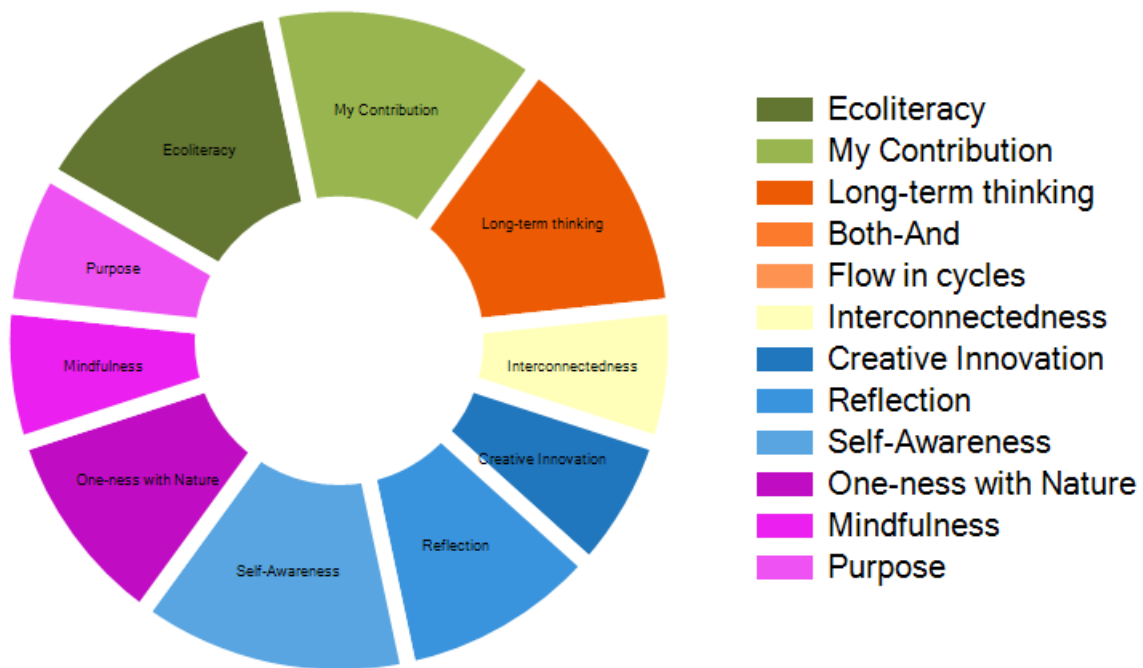 My Contribution
Ecoliteracy
Long-term thinking
Purpose
Mindfulness
Interconnectedness
Creative Innovation
One-ness with Nature
Reflection
Self-Awareness
Ecoliteracy
My Contribution
Long-term thinking
Both-And
Flow in cycles
Interconnectedness
Creative Innovation
Reflection
Self-Awareness
One-ness with Nature
Mindfulness
Purpose